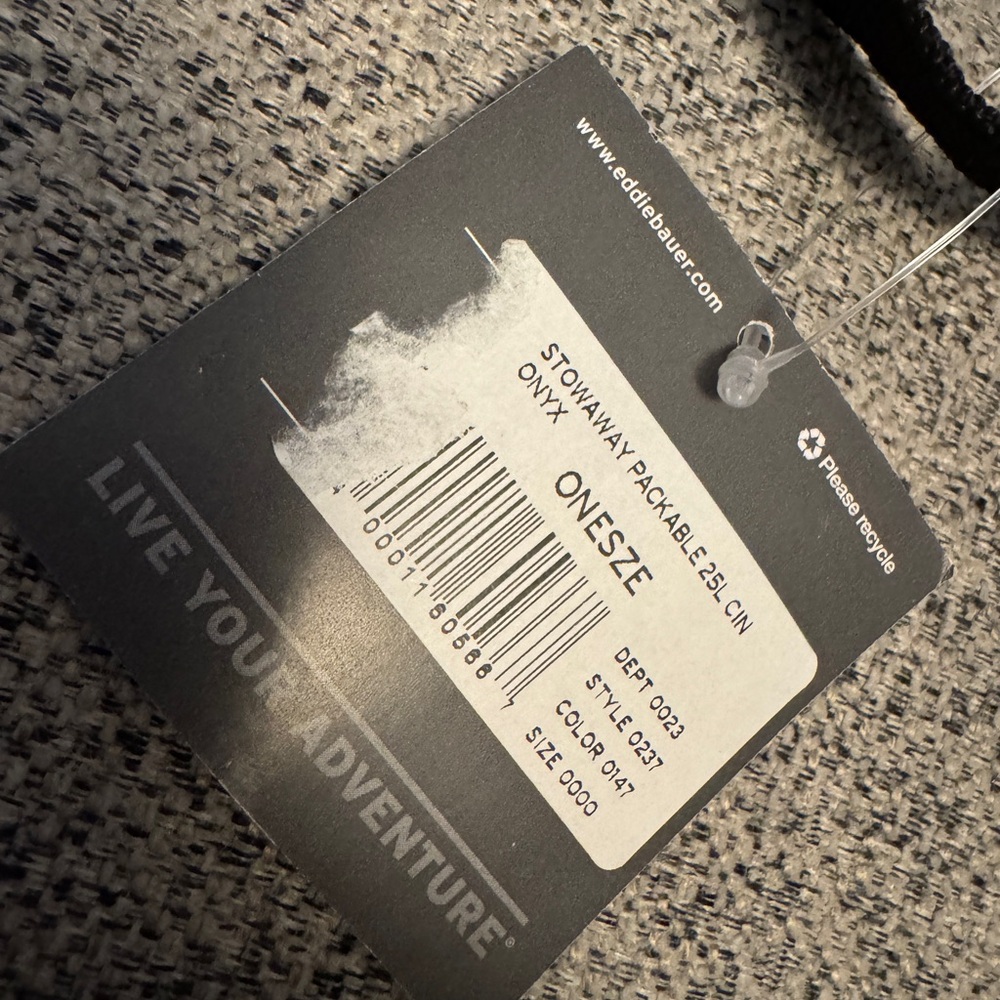 www.eddiebauer.com
Please recycle
STOWAWAY PACKABLE 25L CIN
ONYX
ONESZE
000011605
DEPT 0023
STYLE 0237
COLOR 0147
SIZE 0000
LIVE YOUR ADVENTURE®